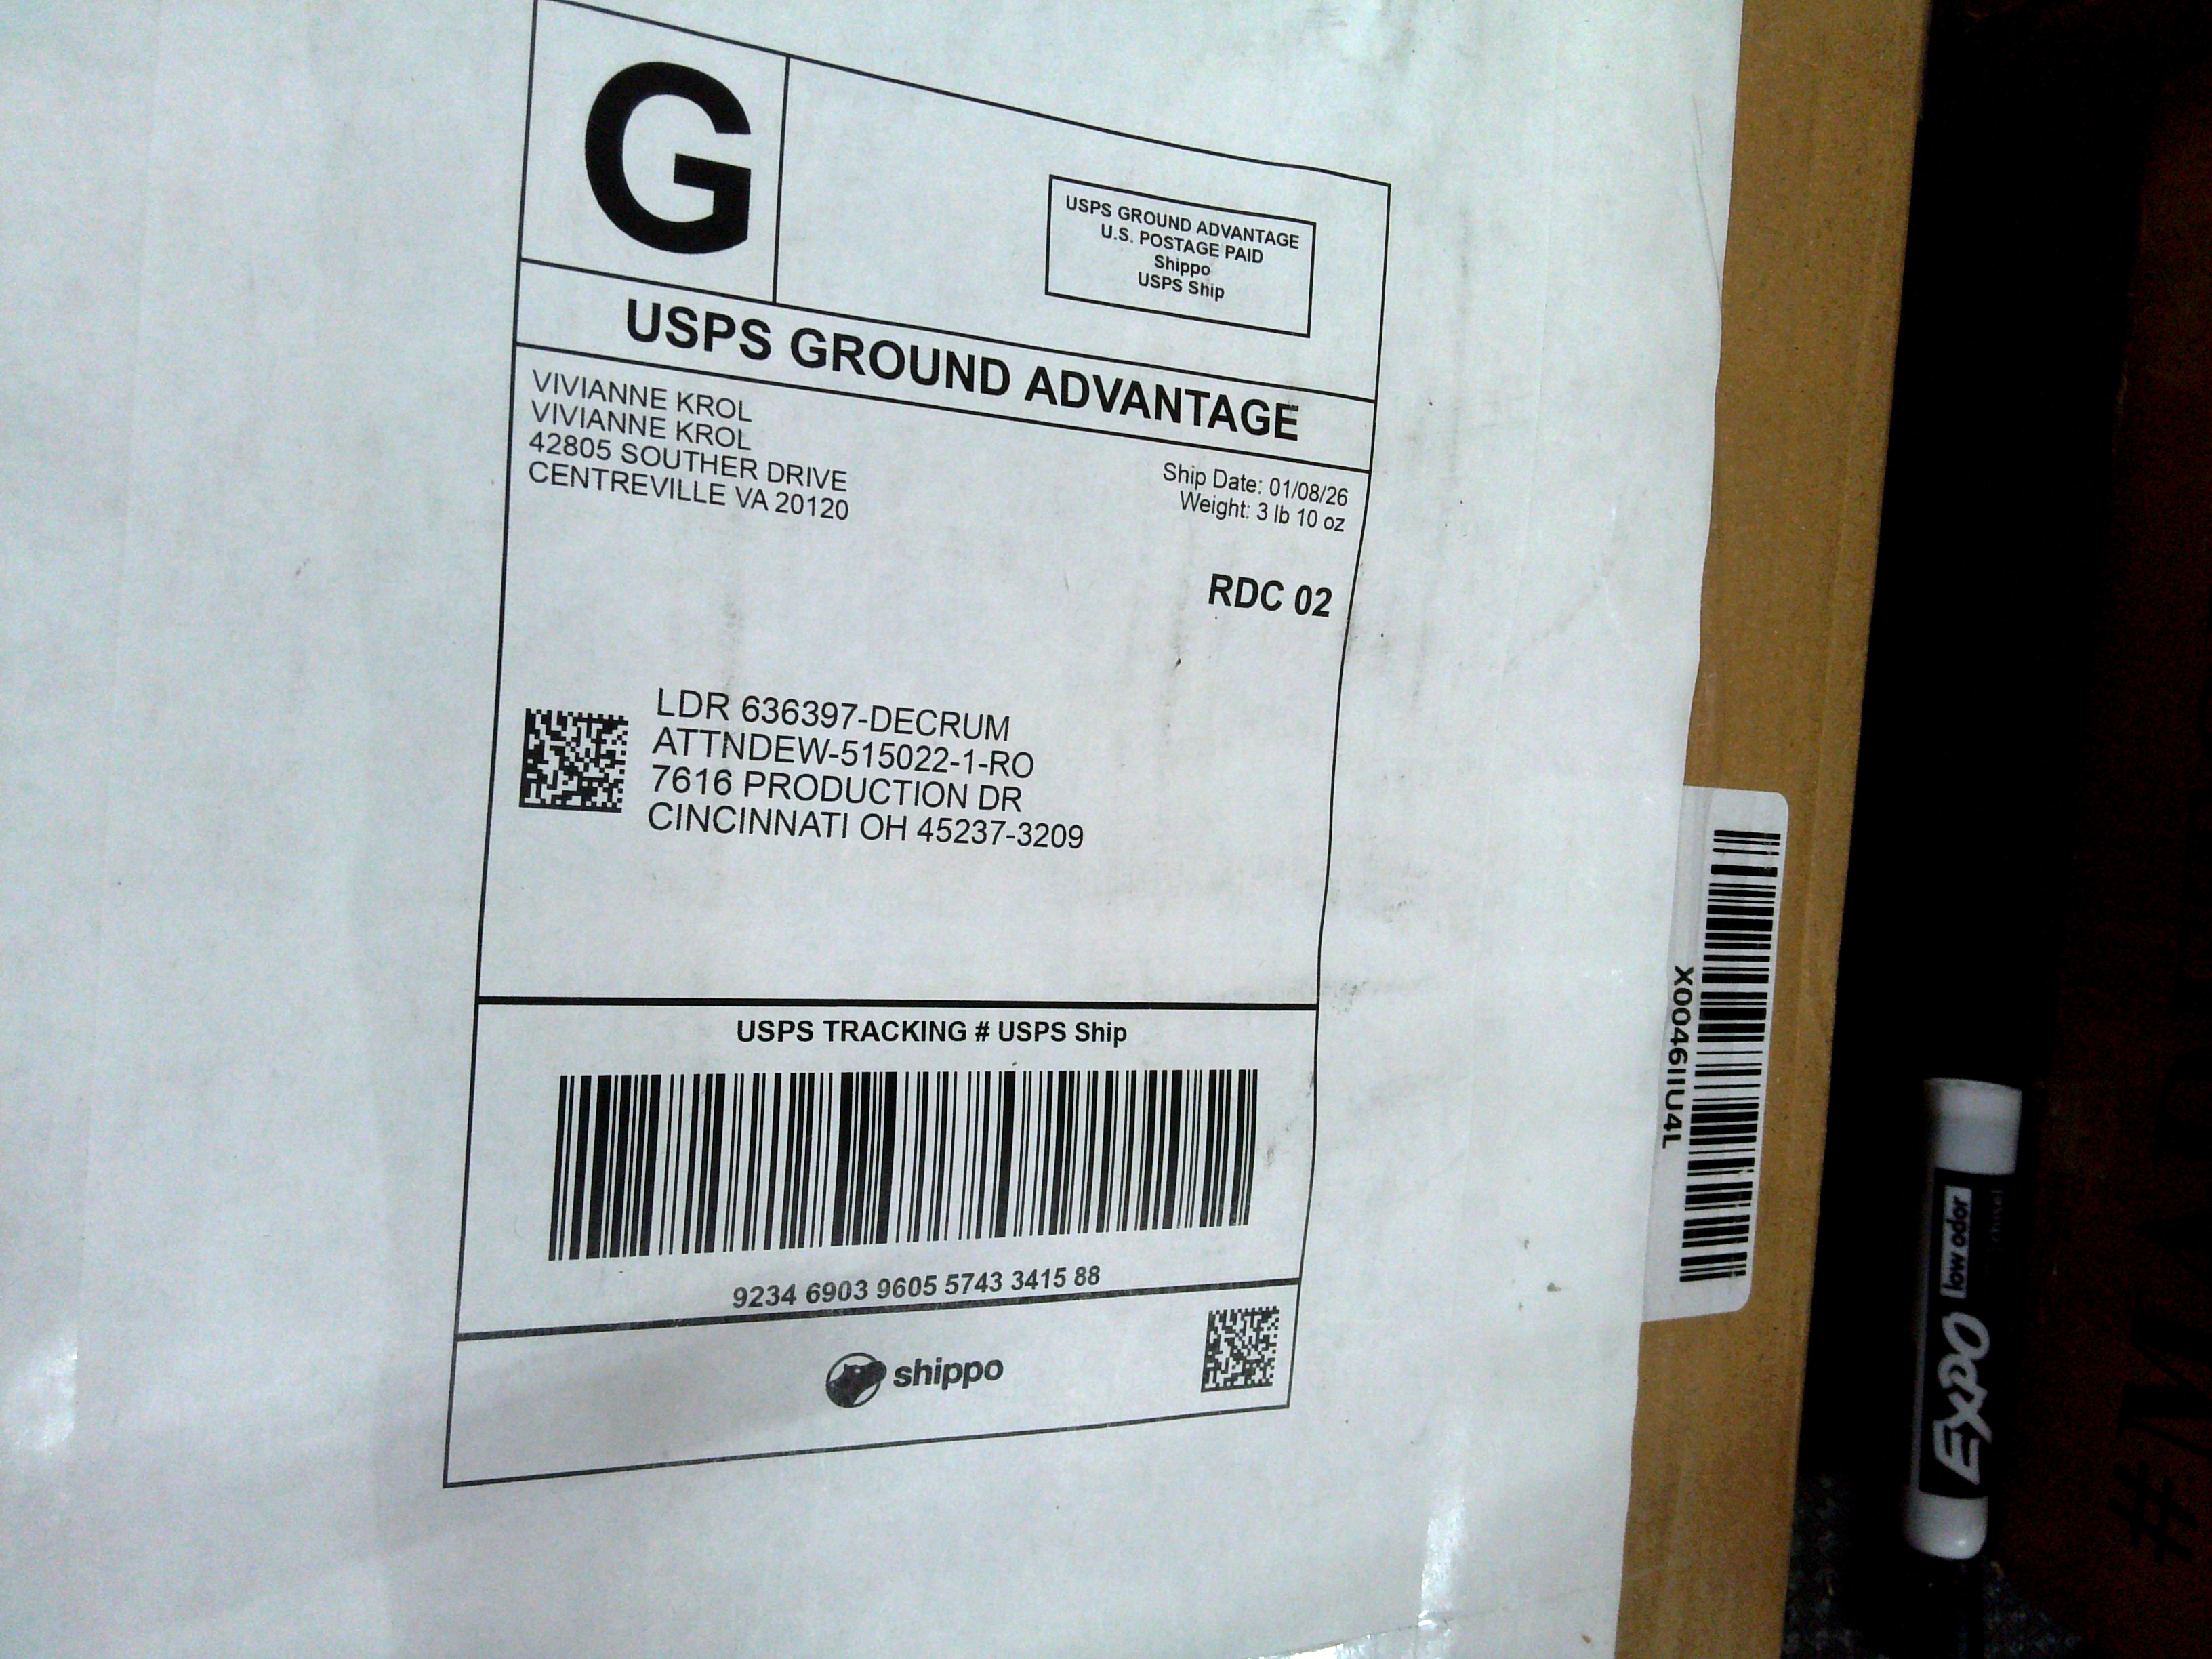 G
USPS GROUND ADVANTAGE
U.S. POSTAGE PAID
Shippo
USPS Ship
USPS GROUND ADVANTAGE
VIVIANNE KROL
VIVIANNE KROL
42805 SOUTHER DRIVE
CENTREVILLE VA 20120
Ship Date: 01/08/26
Weight: 3 lb 10 oz
RDC 02
LDR 636397-DECRUM
ATTNDEW-515022-1-RO
7616 PRODUCTION DR
CINCINNATI OH 45237-3209
USPS TRACKING # USPS Ship
9234 6903 9605 5743 3415 88
shippo
X0046IIU4L
EXPO low odor